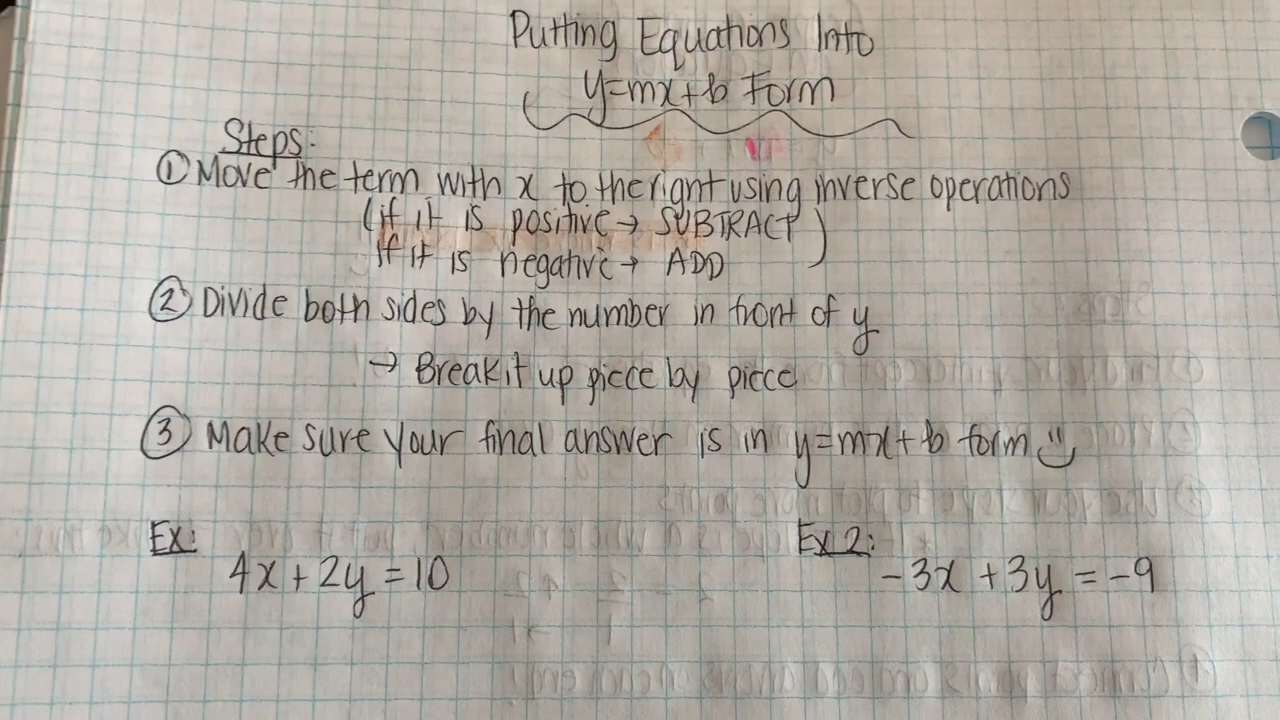 Putting Equations Into
y=mx+b Form
Steps:
① Move the term with x to the right using inverse operations
(if it is positive → SUBTRACT
if it is negative → ADD)
② Divide both sides by the number in front of y
→ Break it up piece by piece
③ Make sure your final answer is in y=mx+b form
Ex:
4x + 2y = 10
Ex 2:
-3x + 3y = -9